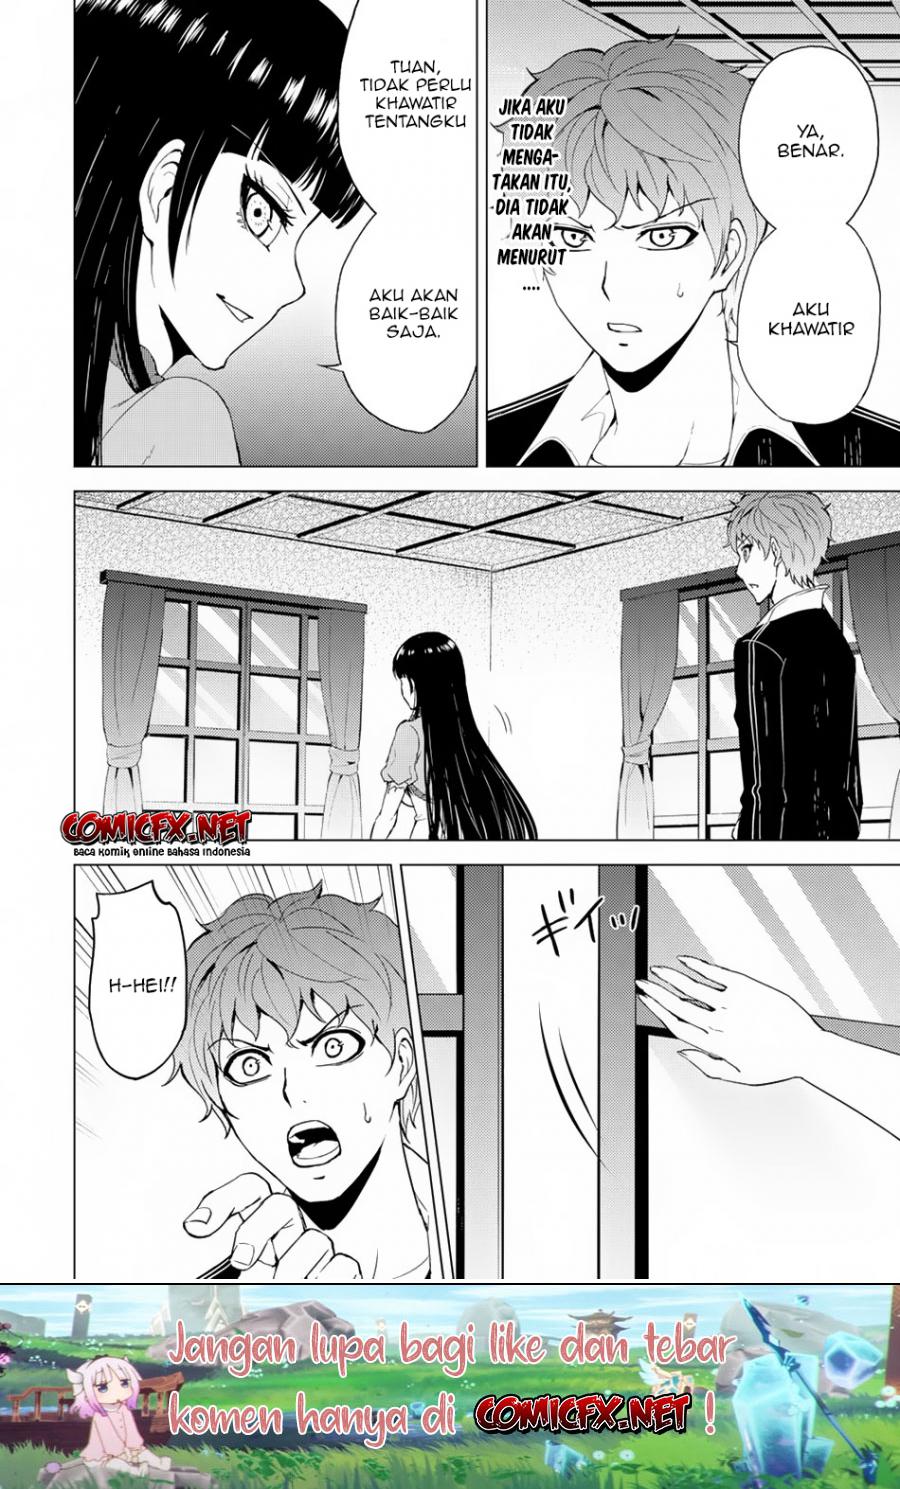 YA,
BENAR.
AKU
KHAWATIR
JIKA AKU
TIDAK
MENGA-
TAKAN ITU,
DIA TIDAK
AKAN
MENURUT
....
TUAN,
TIDAK PERLU
KHAWATIR
TENTANGKU
AKU AKAN
BAIK-BAIK
SAJA.
COMICFX.NET
Baca Komik Online Bahasa Indonesia
ギィッ
H-HEI!!
Jangan lupa bagi like dan tebar
komen hanya di COMICFX.NET !